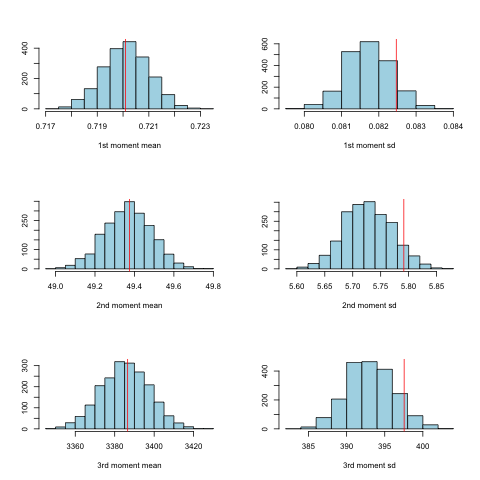 0 200 400
0.717 0.719 0.721 0.723
1st moment mean
0 200 400 600
0.080 0.081 0.082 0.083 0.084
1st moment sd
0 100 250
49.0 49.2 49.4 49.6 49.8
2nd moment mean
0 100 250
5.60 5.65 5.70 5.75 5.80 5.85
2nd moment sd
0 100 200 300
3360 3380 3400 3420
3rd moment mean
0 200 400
385 390 395 400
3rd moment sd